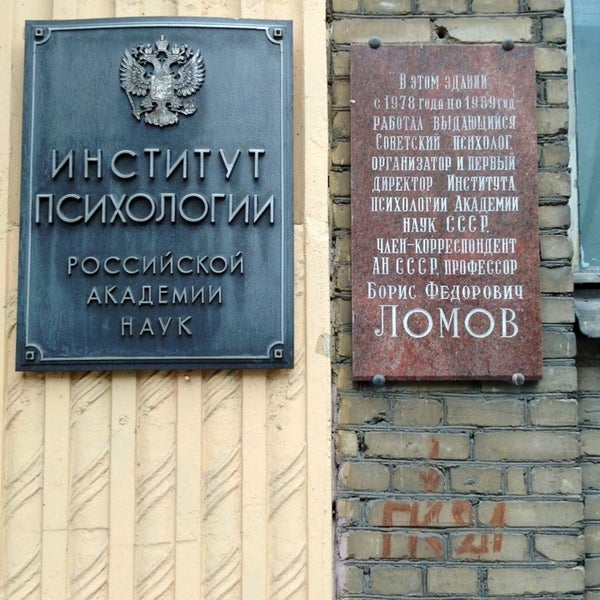 ИНСТИТУТ
ПСИХОЛОГИИ
РОССИЙСКОЙ
АКАДЕМИИ
НАУК
В ЭТОМ ЗДАНИИ
С 1978 ГОДА ПО 1989 ГОД
РАБОТАЛ ВЫДАЮЩИЙСЯ
СОВЕТСКИЙ ПСИХОЛОГ,
ОРГАНИЗАТОР И ПЕРВЫЙ
ДИРЕКТОР ИНСТИТУТА
ПСИХОЛОГИИ АКАДЕМИИ
НАУК СССР,
ЧЛЕН-КОРРЕСПОНДЕНТ
АН СССР, ПРОФЕССОР
БОРИС ФЕДОРОВИЧ
ЛОМОВ